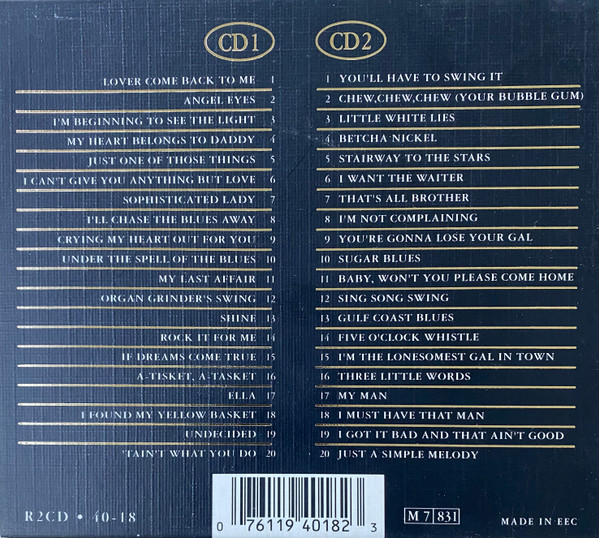 CD1
LOVER COME BACK TO ME 1
ANGEL EYES 2
I'M BEGINNING TO SEE THE LIGHT 3
MY HEART BELONGS TO DADDY 4
JUST ONE OF THOSE THINGS 5
I CAN'T GIVE YOU ANYTHING BUT LOVE 6
SOPHISTICATED LADY 7
I'LL CHASE THE BLUES AWAY 8
CRYING MY HEART OUT FOR YOU 9
UNDER THE SPELL OF THE BLUES 10
MY LAST AFFAIR 11
ORGAN GRINDER'S SWING 12
SHINE 13
ROCK IT FOR ME 14
IF DREAMS COME TRUE 15
A-TISKET, A-TASKET 16
ELLA 17
I FOUND MY YELLOW BASKET 18
UNDECIDED 19
'TAIN'T WHAT YOU DO 20
CD2
1 YOU'LL HAVE TO SWING IT
2 CHEW,CHEW,CHEW (YOUR BUBBLE GUM)
3 LITTLE WHITE LIES
4 BETCHA NICKEL
5 STAIRWAY TO THE STARS
6 I WANT THE WAITER
7 THAT'S ALL BROTHER
8 I'M NOT COMPLAINING
9 YOU'RE GONNA LOSE YOUR GAL
10 SUGAR BLUES
11 BABY, WON'T YOU PLEASE COME HOME
12 SING SONG SWING
13 GULF COAST BLUES
14 FIVE O'CLOCK WHISTLE
15 I'M THE LONESOMEST GAL IN TOWN
16 THREE LITTLE WORDS
17 MY MAN
18 I MUST HAVE THAT MAN
19 I GOT IT BAD AND THAT AIN'T GOOD
20 JUST A SIMPLE MELODY
R2CD • 40-18
0 76119 40182 3
M7 831
MADE IN EEC